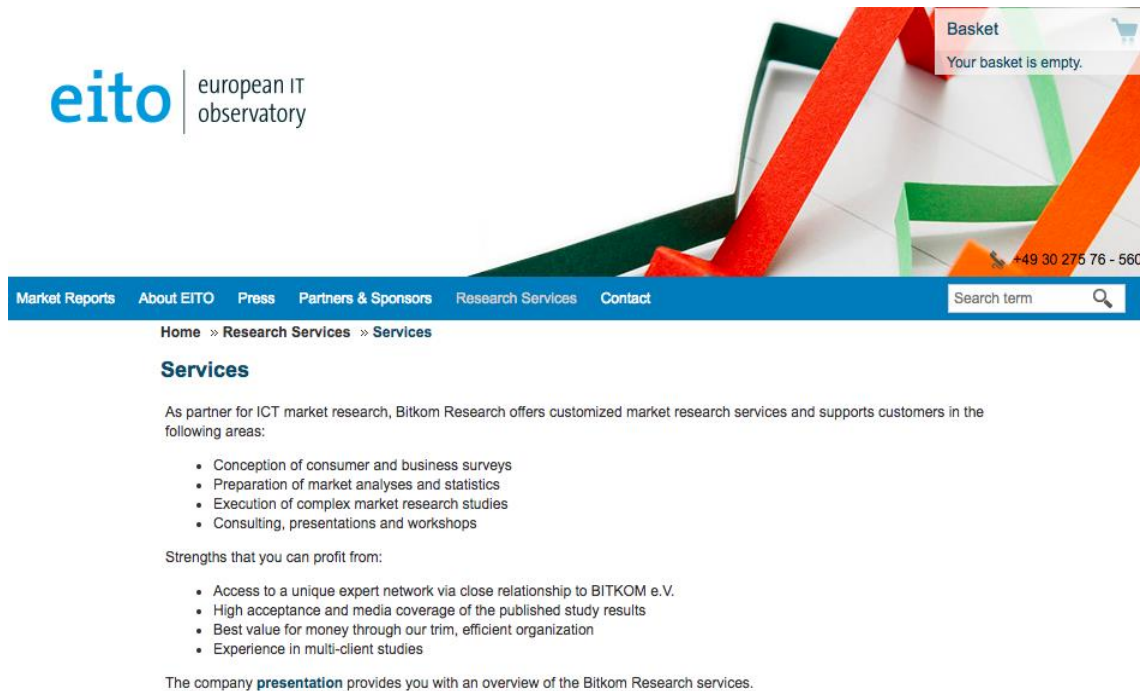 Basket
Your basket is empty.
eito
european IT
observatory
+49 30 275 76 - 560
Market Reports About EITO Press Partners & Sponsors Research Services Contact Search term
Home » Research Services » Services
Services
As partner for ICT market research, Bitkom Research offers customized market research services and supports customers in the
following areas:
• Conception of consumer and business surveys
• Preparation of market analyses and statistics
• Execution of complex market research studies
• Consulting, presentations and workshops
Strengths that you can profit from:
• Access to a unique expert network via close relationship to BITKOM e.V.
• High acceptance and media coverage of the published study results
• Best value for money through our trim, efficient organization
• Experience in multi-client studies
The company presentation provides you with an overview of the Bitkom Research services.